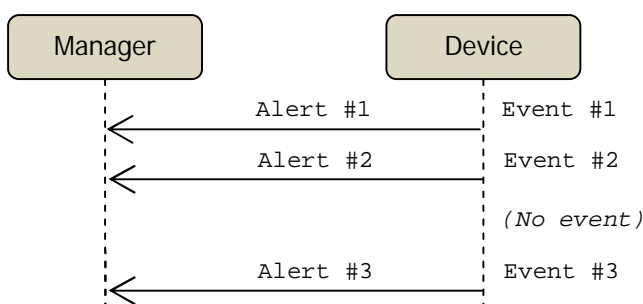 Manager Device
Alert #1 Event #1
Alert #2 Event #2
(No event)
Alert #3 Event #3